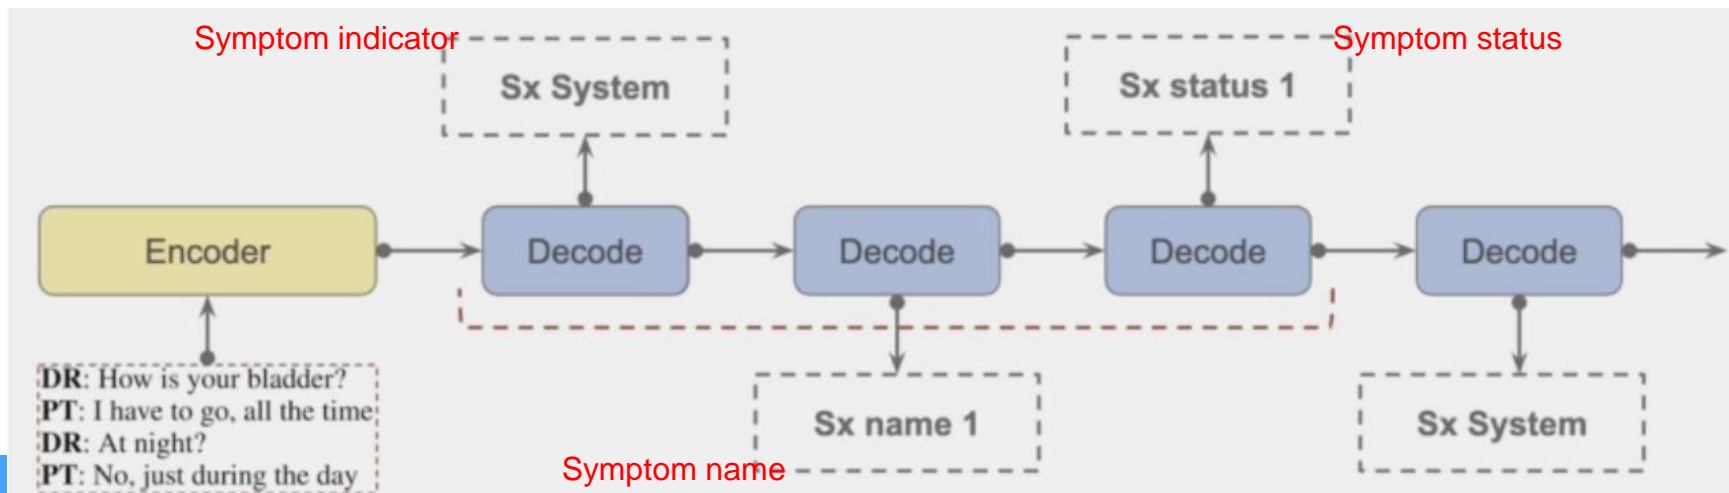 Symptom indicator
Symptom status
Sx System
Sx status 1
Encoder
Decode
Decode
Decode
Decode
DR: How is your bladder?
PT: I have to go, all the time
DR: At night?
PT: No, just during the day
Sx name 1
Sx System
Symptom name